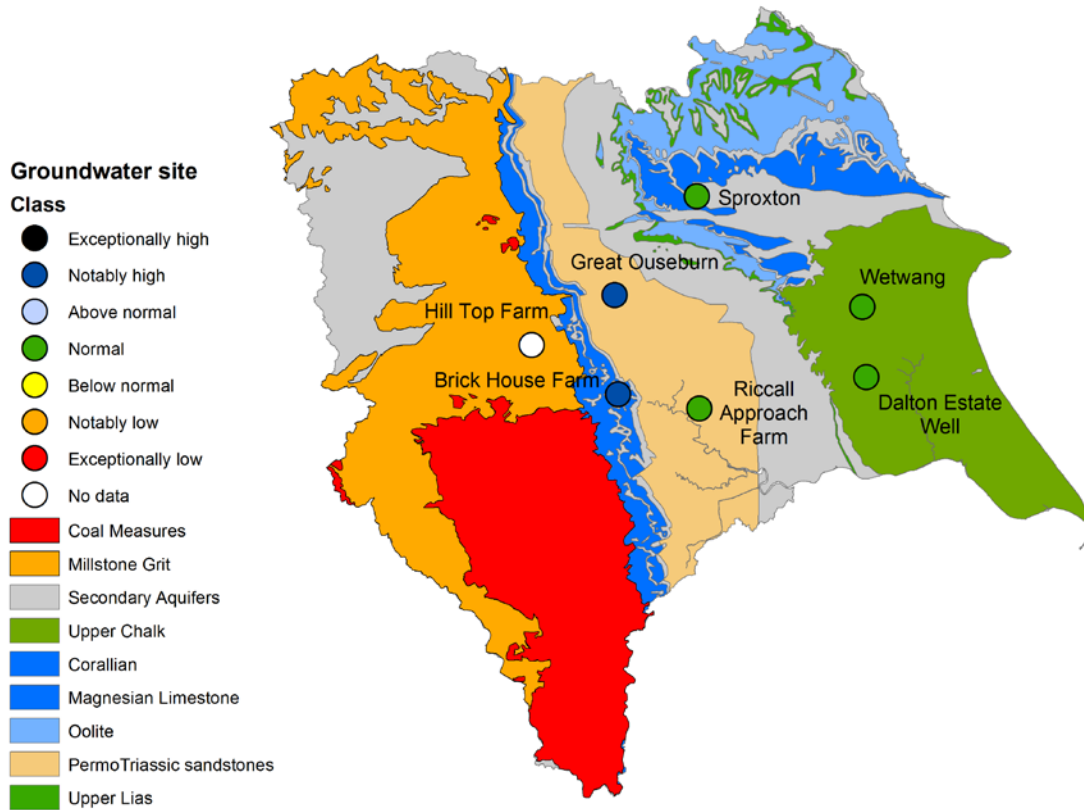 Groundwater site
Class
Exceptionally high
Notably high
Above normal
Normal
Below normal
Notably low
Exceptionally low
No data
Coal Measures
Millstone Grit
Secondary Aquifers
Upper Chalk
Corallian
Magnesian Limestone
Oolite
PermoTriassic sandstones
Upper Lias
Sproxton
Great Ouseburn
Wetwang
Hill Top Farm
Brick House Farm
Riccall
Approach
Farm
Dalton Estate
Well